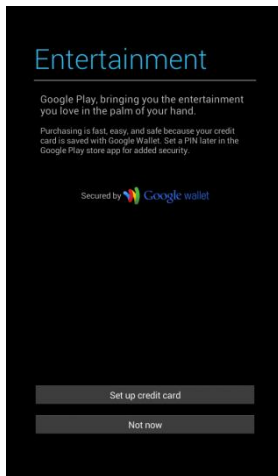 Entertainment
Google Play, bringing you the entertainment
you love in the palm of your hand.
Purchasing is fast, easy, and safe because your credit
card is saved with Google Wallet. Set a PIN later in the
Google Play store app for added security.
Secured by Google wallet
Set up credit card
Not now